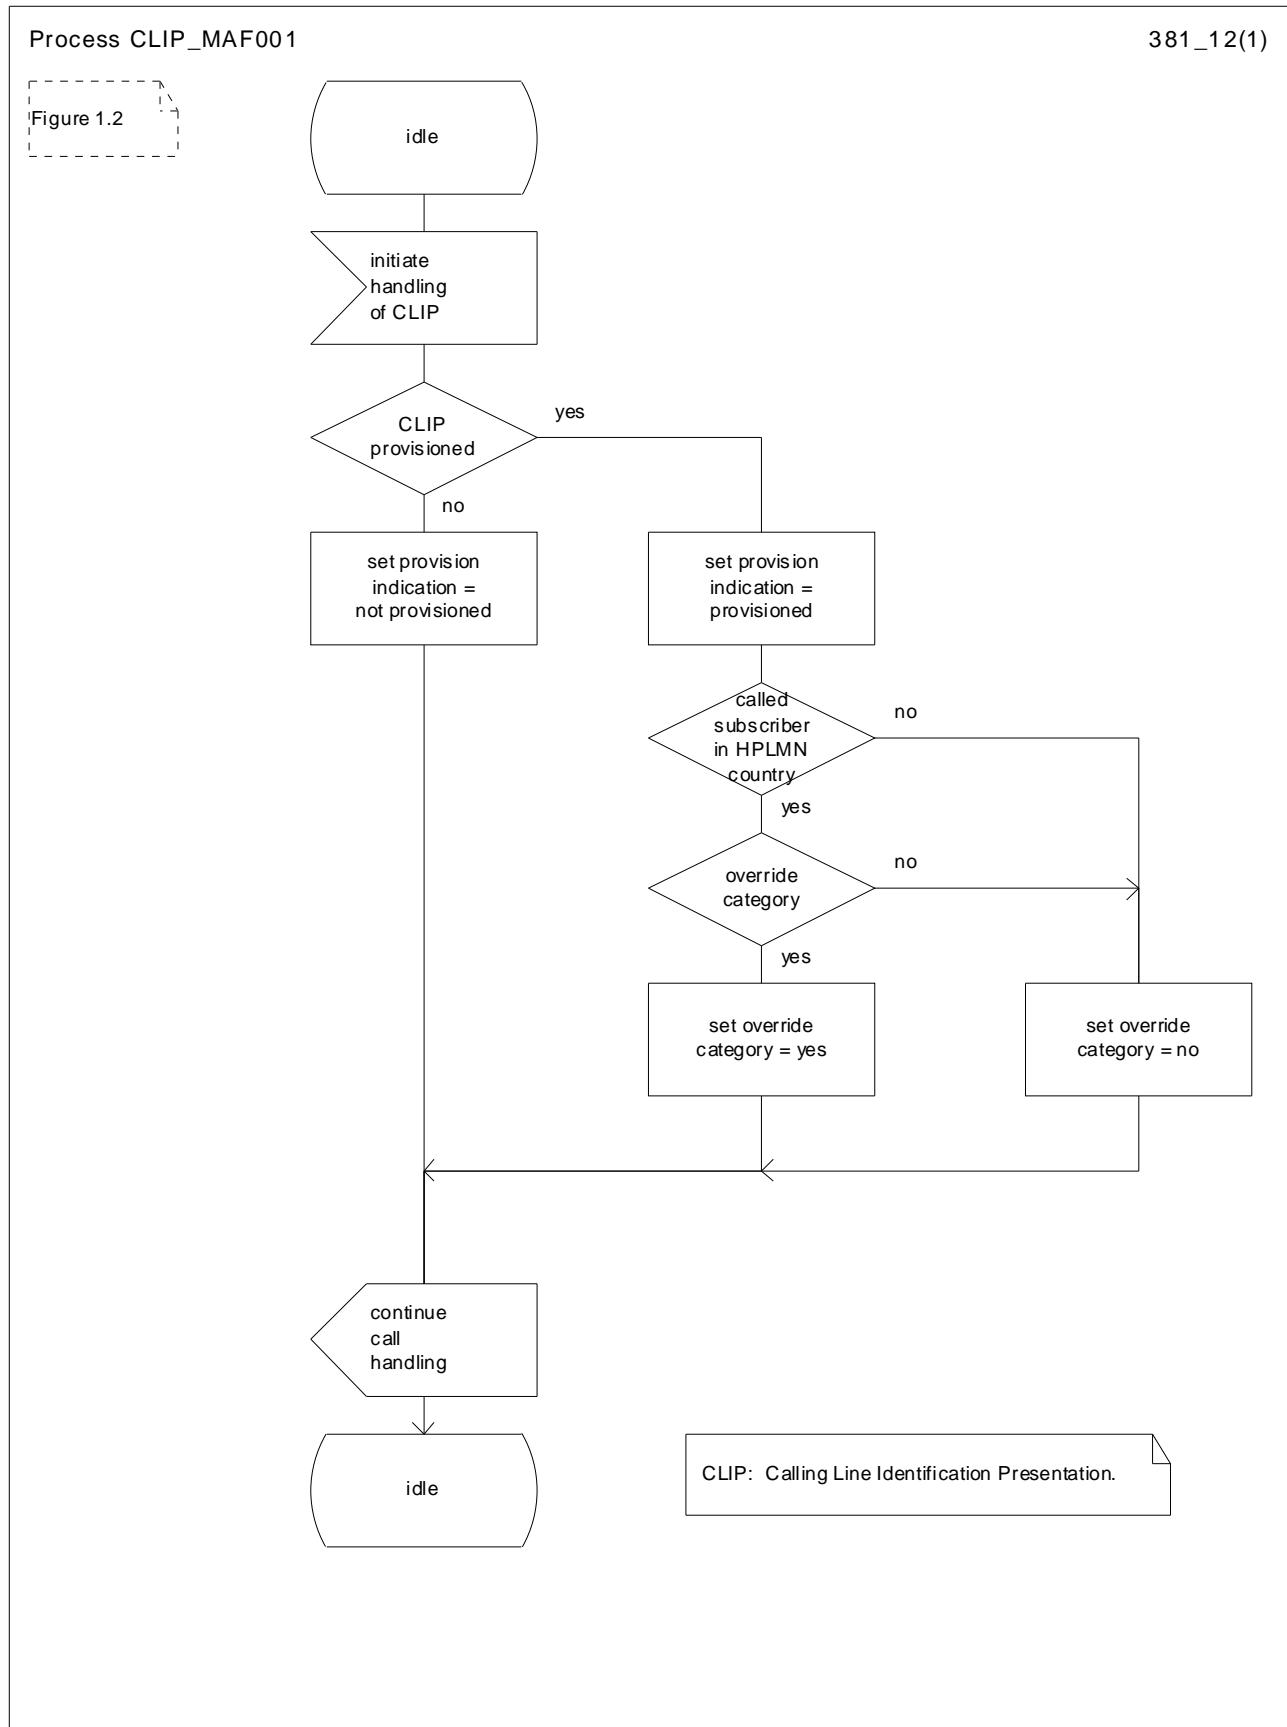 Process CLIP_MAF001
381_12(1)
Figure 1.2
idle
initiate
handling
of CLIP
CLIP
provisioned
yes
no
set provision
indication =
not provisioned
set provision
indication =
provisioned
called
subscriber
in HPLMN
country
no
yes
override
category
no
yes
set override
category = yes
set override
category = no
continue
call
handling
idle
CLIP: Calling Line Identification Presentation.